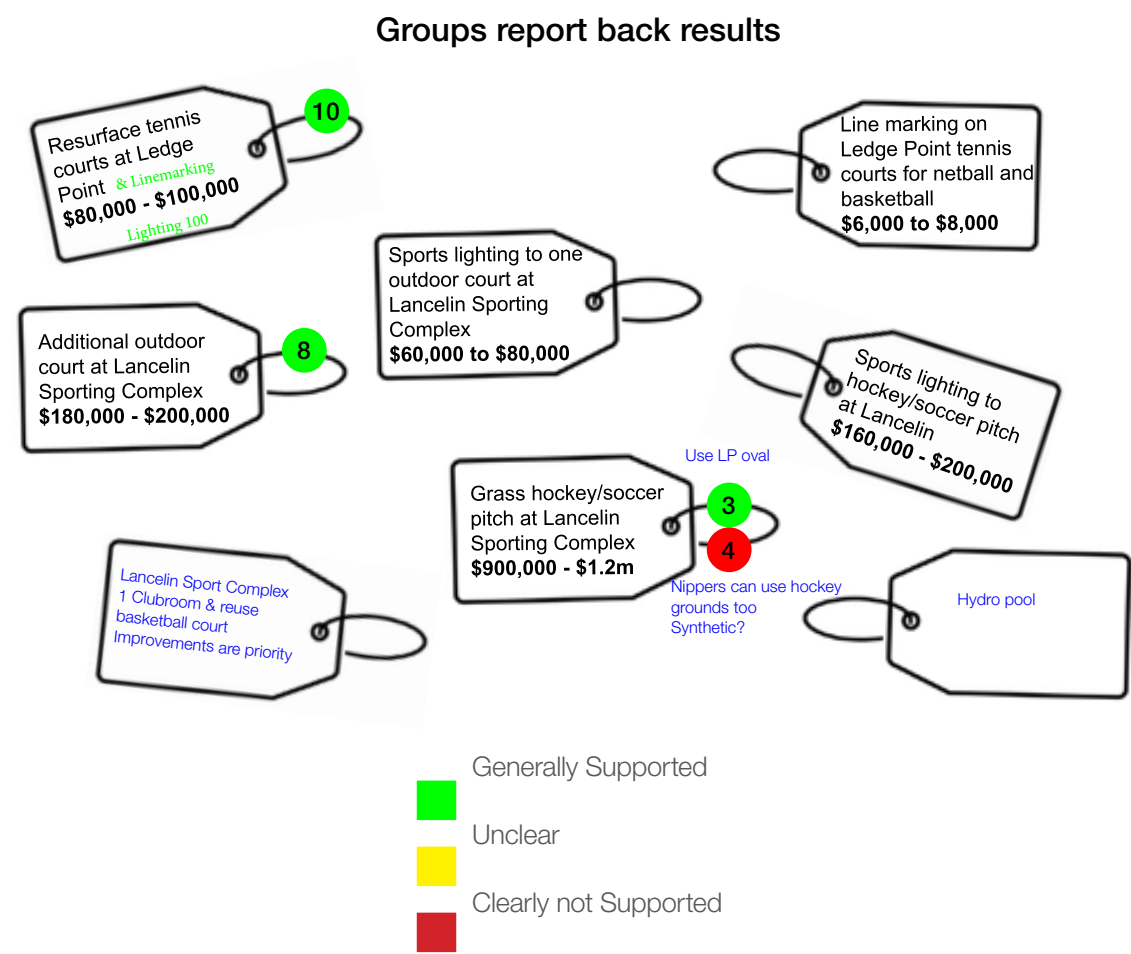 Groups report back results
Resurface tennis
courts at Ledge
Point & Linemarking
$80,000 - $100,000
Lighting 100
10
Line marking on
Ledge Point tennis
courts for netball and
basketball
$6,000 to $8,000
Sports lighting to one
outdoor court at
Lancelin Sporting
Complex
$60,000 to $80,000
Additional outdoor
court at Lancelin
Sporting Complex
$180,000 - $200,000
8
Sports lighting to
hockey/soccer pitch
at Lancelin
$160,000 - $200,000
Use LP oval
Grass hockey/soccer
pitch at Lancelin
Sporting Complex
$900,000 - $1.2m
3
4
Nippers can use hockey
grounds too
Synthetic?
Lancelin Sport Complex
1 Clubroom & reuse
basketball court
Improvements are priority
Hydro pool
Generally Supported
Unclear
Clearly not Supported